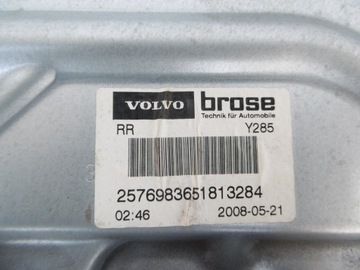 VOLVO brose
Technik für Automobile
RR Y285
2576983651813284
02:46 2008-05-21